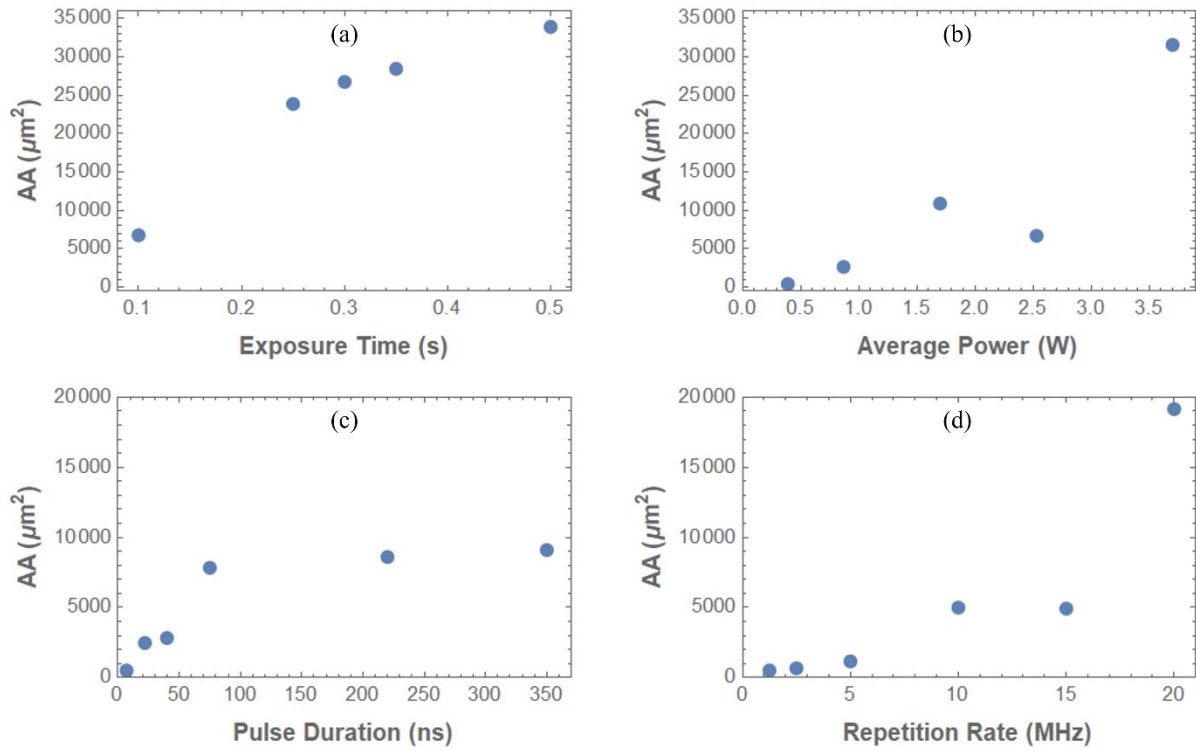 (a)
35000
30000
25000
20000
15000
10000
5000
0
AA (μm²)
0.1 0.2 0.3 0.4 0.5
Exposure Time (s)
(b)
35000
30000
25000
20000
15000
10000
5000
0
AA (μm²)
0.0 0.5 1.0 1.5 2.0 2.5 3.0 3.5
Average Power (W)
(c)
20000
15000
10000
5000
0
AA (μm²)
0 50 100 150 200 250 300 350
Pulse Duration (ns)
(d)
20000
15000
10000
5000
0
AA (μm²)
0 5 10 15 20
Repetition Rate (MHz)